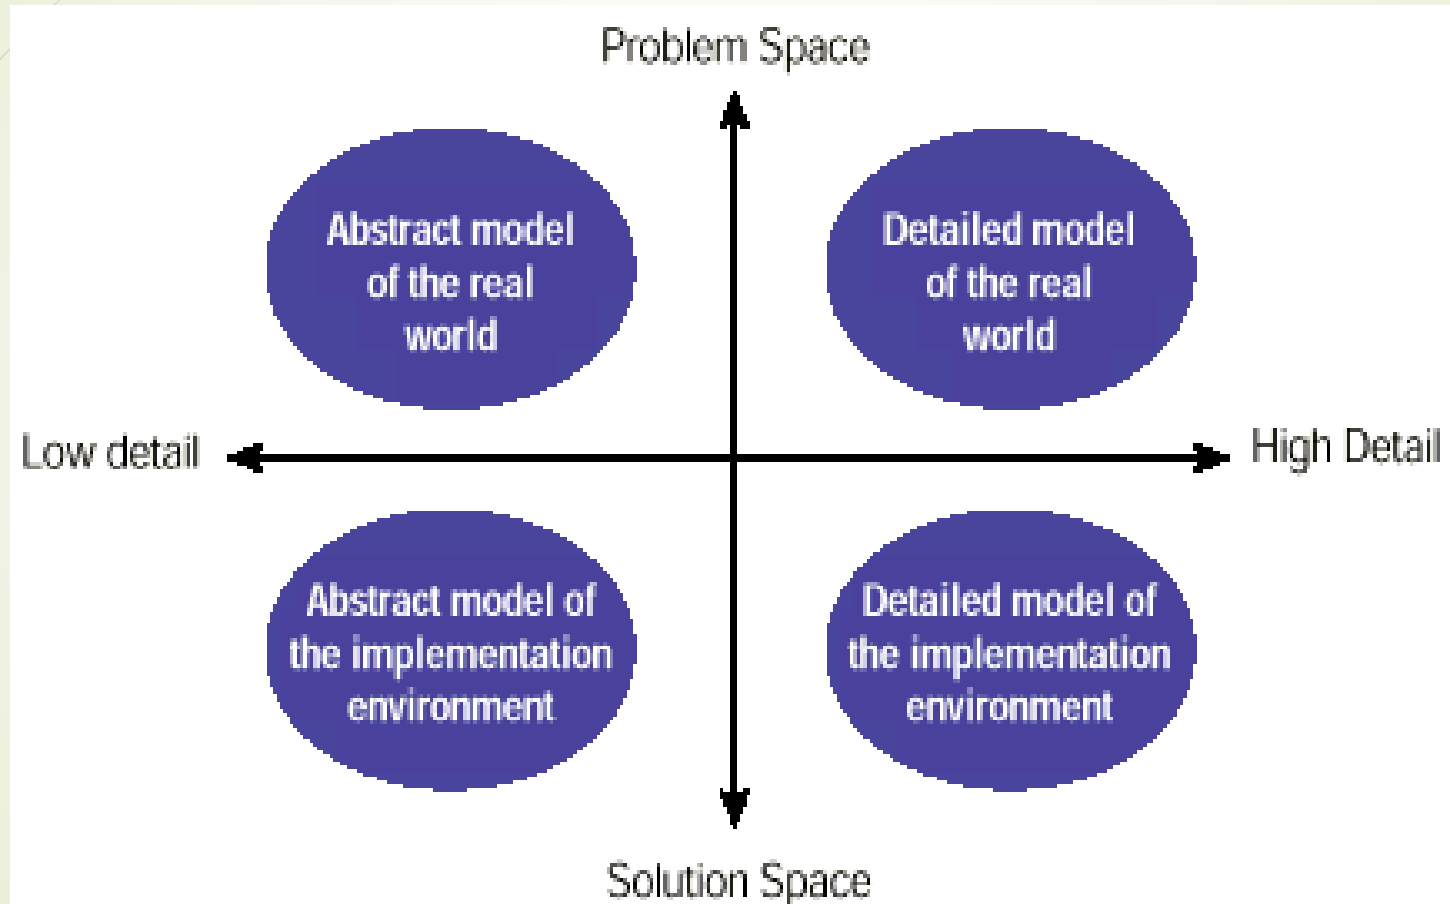 Problem Space
Abstract model
of the real
world
Detailed model
of the real
world
Low detail
High Detail
Abstract model of
the implementation
environment
Detailed model of
the implementation
environment
Solution Space